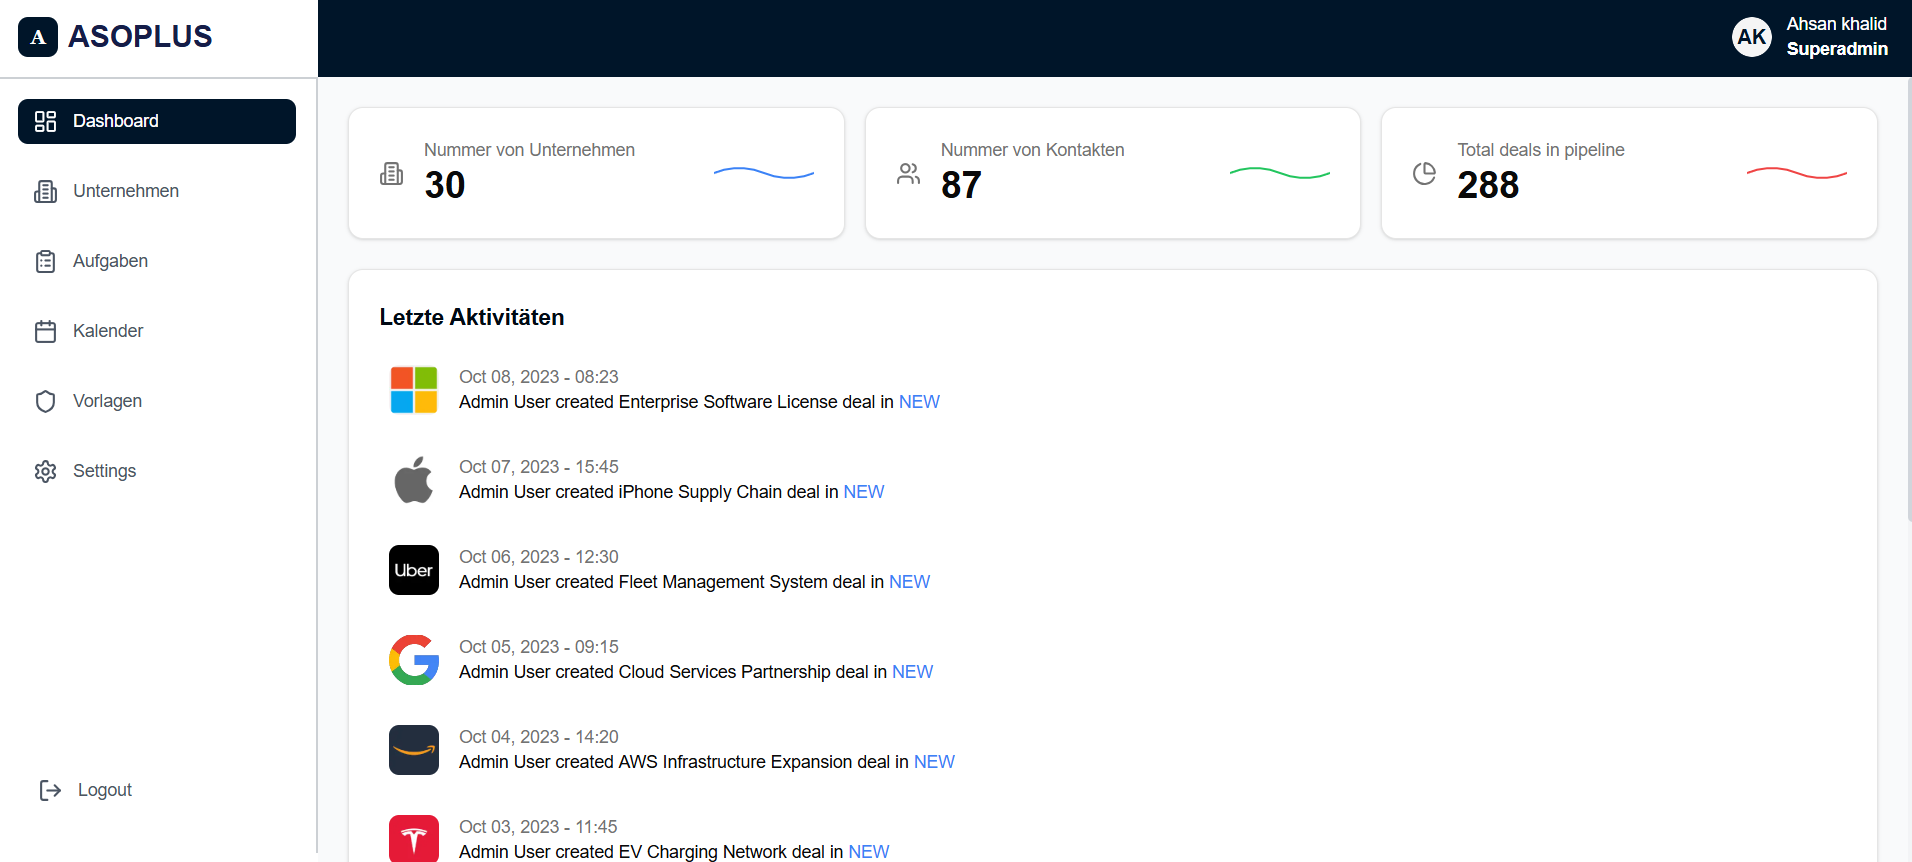 A ASOPLUS
AK
Ahsan khalid
Superadmin
Dashboard
Unternehmen
Aufgaben
Kalender
Vorlagen
Settings
Logout
Nummer von Unternehmen
30
Nummer von Kontakten
87
Total deals in pipeline
288
Letzte Aktivitäten
Oct 08, 2023 - 08:23
Admin User created Enterprise Software License deal in NEW
Oct 07, 2023 - 15:45
Admin User created iPhone Supply Chain deal in NEW
Uber
Oct 06, 2023 - 12:30
Admin User created Fleet Management System deal in NEW
Oct 05, 2023 - 09:15
Admin User created Cloud Services Partnership deal in NEW
Oct 04, 2023 - 14:20
Admin User created AWS Infrastructure Expansion deal in NEW
Oct 03, 2023 - 11:45
Admin User created EV Charging Network deal in NEW